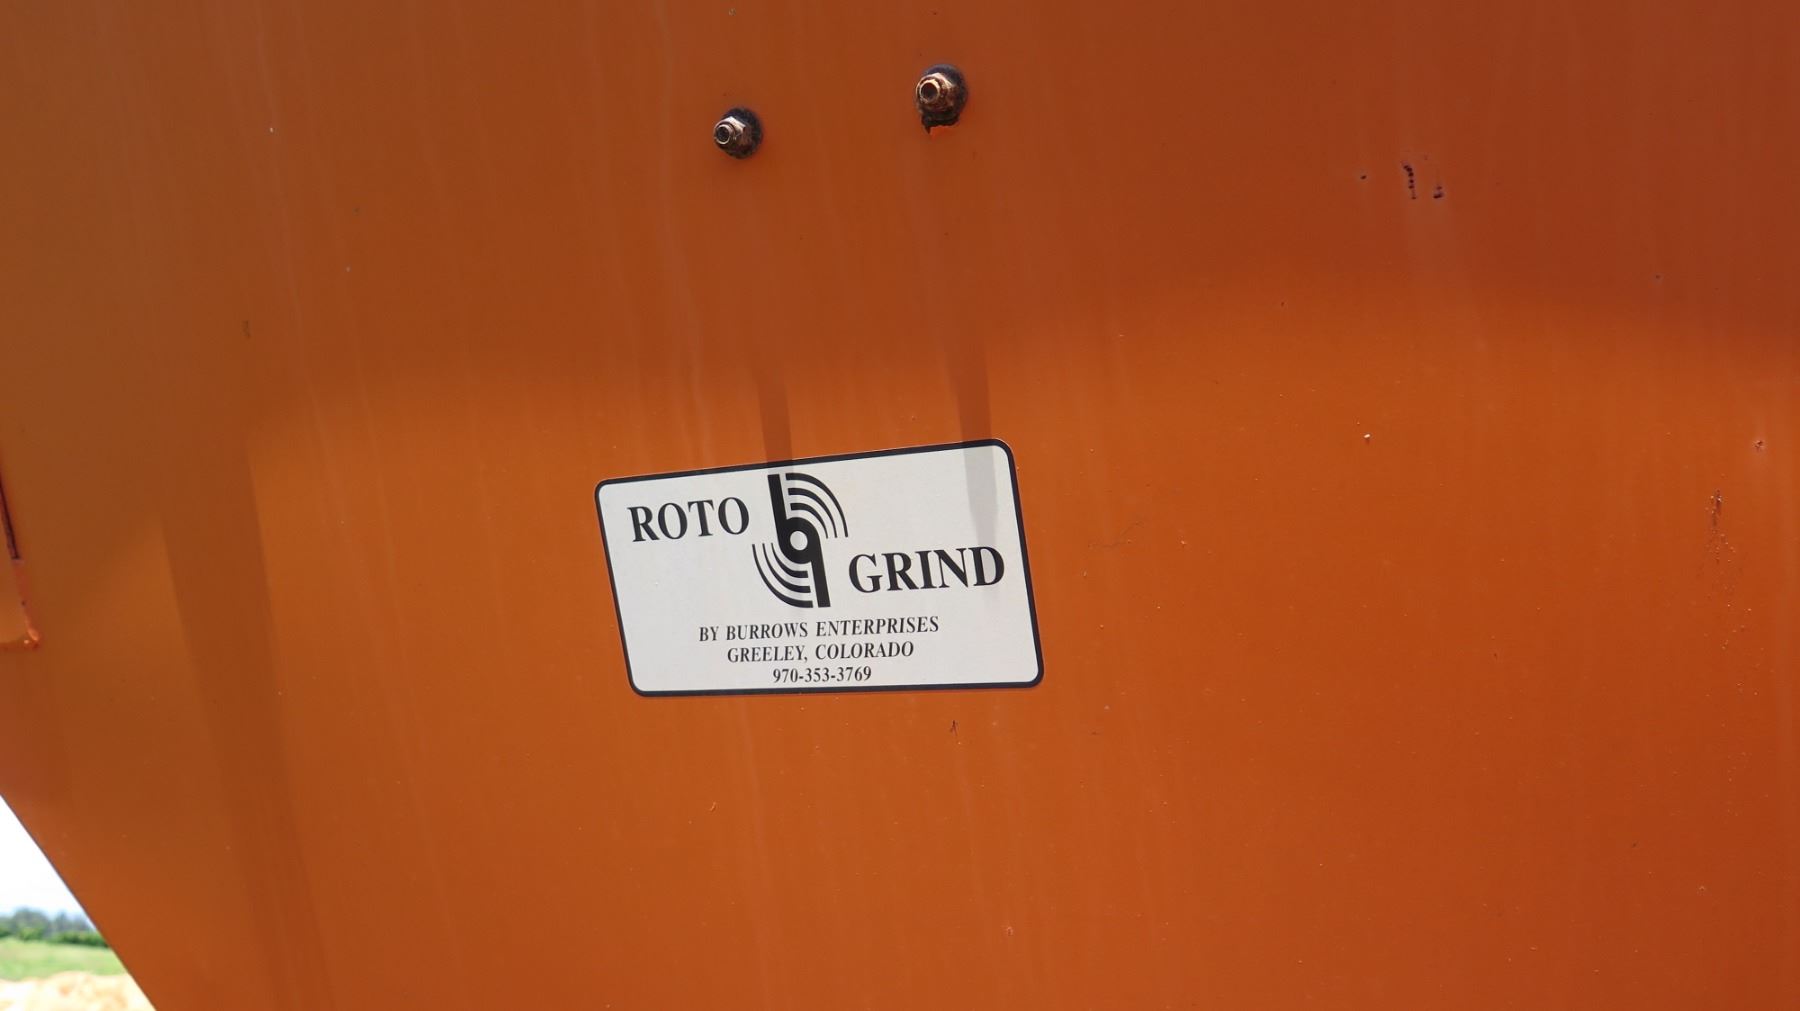 ROTO GRIND
BY BURROWS ENTERPRISES
GREELEY, COLORADO
970-353-3769